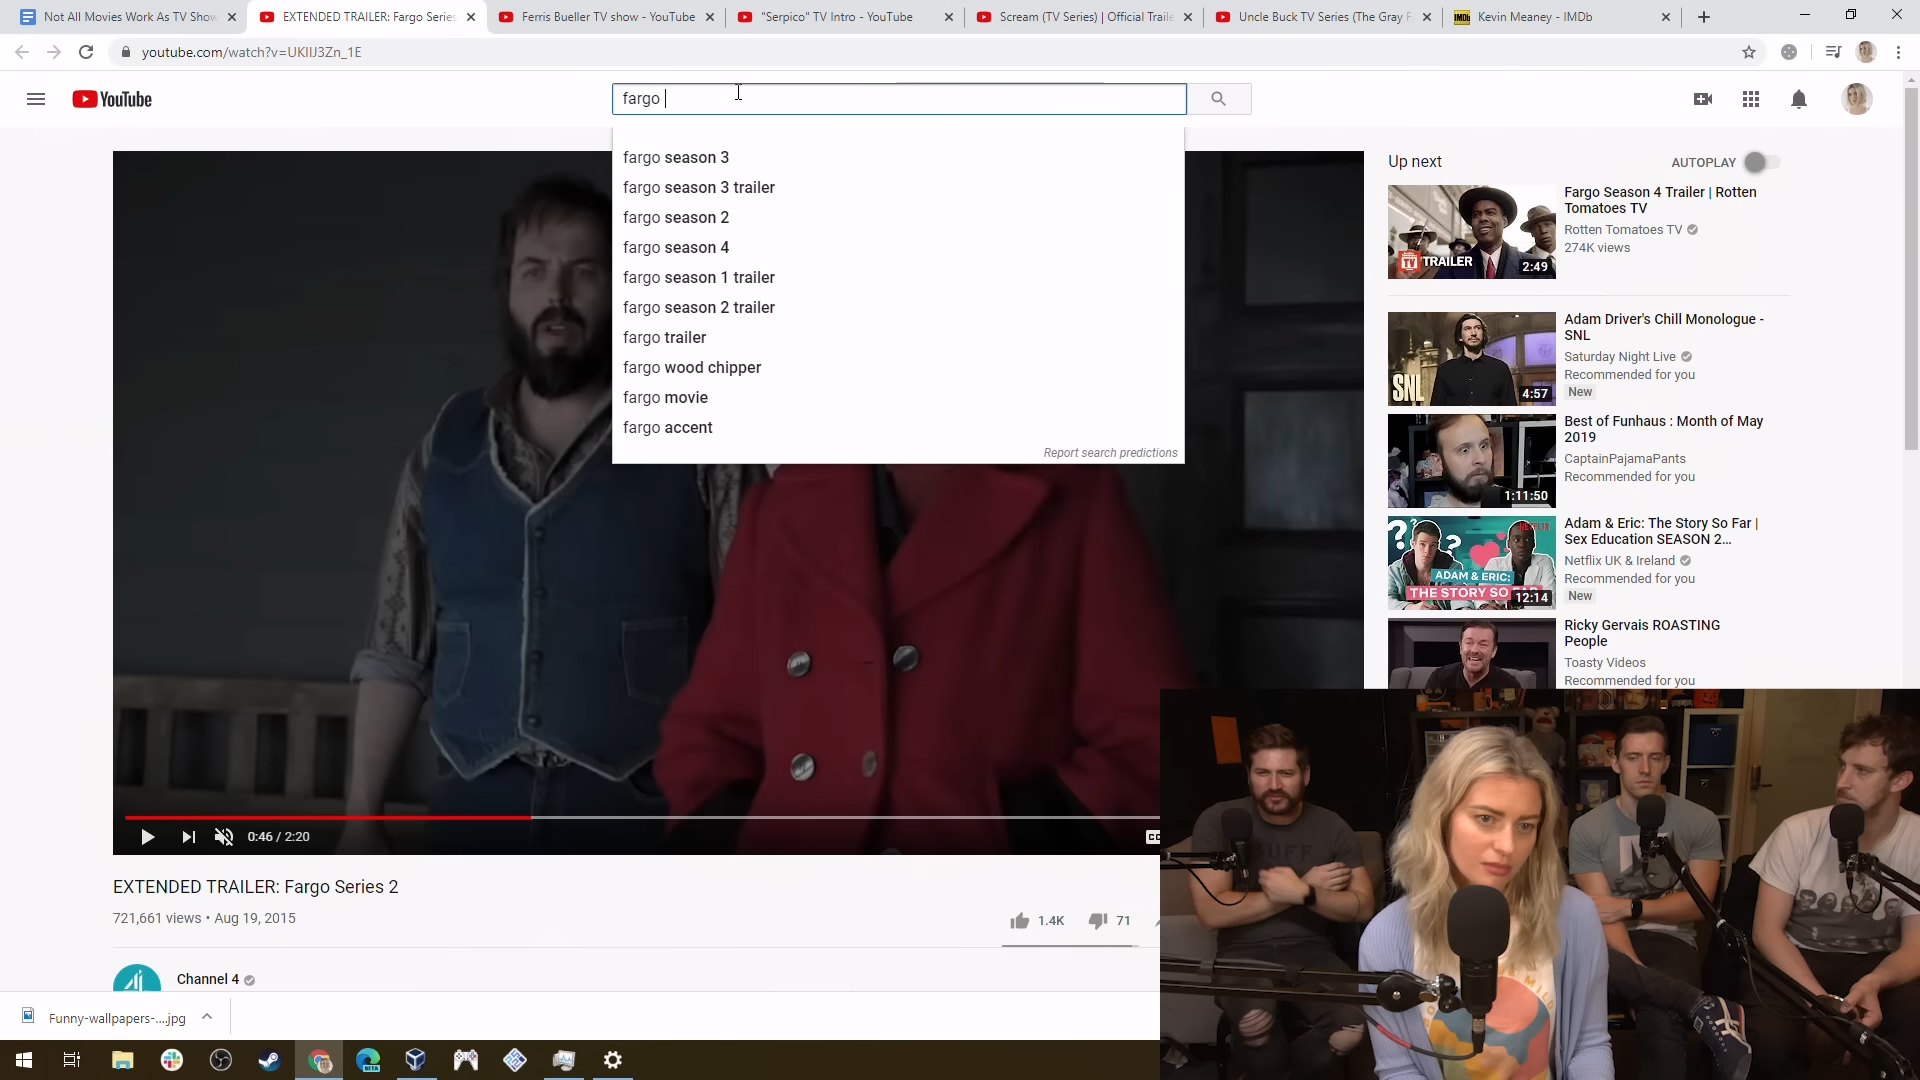 Not All Movies Work As TV Show
EXTENDED TRAILER: Fargo Series
Ferris Bueller TV show - YouTube
"Serpico" TV Intro - YouTube
Scream (TV Series) | Official Traile
Uncle Buck TV Series (The Gray F
IMDb
Kevin Meaney - IMDb
youtube.com/watch?v=UKIIJ3Zn_1E
YouTube
fargo
fargo season 3
fargo season 3 trailer
fargo season 2
fargo season 4
fargo season 1 trailer
fargo season 2 trailer
fargo trailer
fargo wood chipper
fargo movie
fargo accent
Report search predictions
0:46 / 2:20
CC
EXTENDED TRAILER: Fargo Series 2
721,661 views • Aug 19, 2015
1.4K
71
4
Channel 4
Up next
AUTOPLAY
TV
TRAILER
2:49
Fargo Season 4 Trailer | Rotten
Tomatoes TV
Rotten Tomatoes TV
274K views
SNL
4:57
Adam Driver's Chill Monologue -
SNL
Saturday Night Live
Recommended for you
New
1:11:50
Best of Funhaus : Month of May
2019
CaptainPajamaPants
Recommended for you
NETFLIX
ADAM & ERIC:
THE STORY SO
12:14
Adam & Eric: The Story So Far |
Sex Education SEASON 2...
Netflix UK & Ireland
Recommended for you
New
Ricky Gervais ROASTING
People
Toasty Videos
Recommended for you
BUFF
Funny-wallpapers-....jpg
BETA